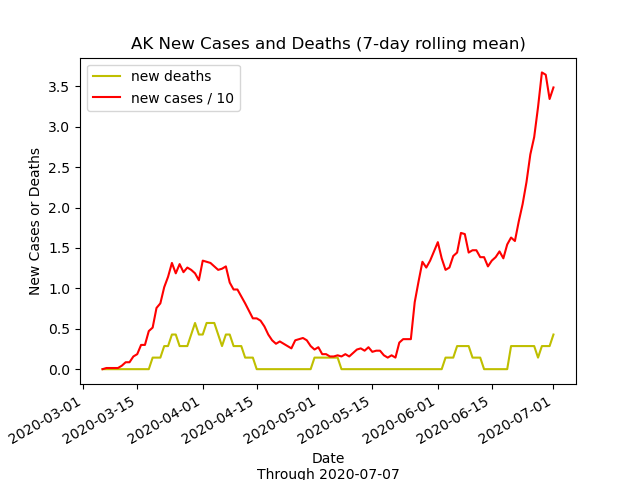 AK New Cases and Deaths (7-day rolling mean)
new deaths
new cases / 10
3.5
3.0
2.5
2.0
1.5
1.0
0.5
0.0
New Cases or Deaths
2020-03-01
2020-03-15
2020-04-01
2020-04-15
2020-05-01
2020-05-15
2020-06-01
2020-06-15
2020-07-01
Date
Through 2020-07-07